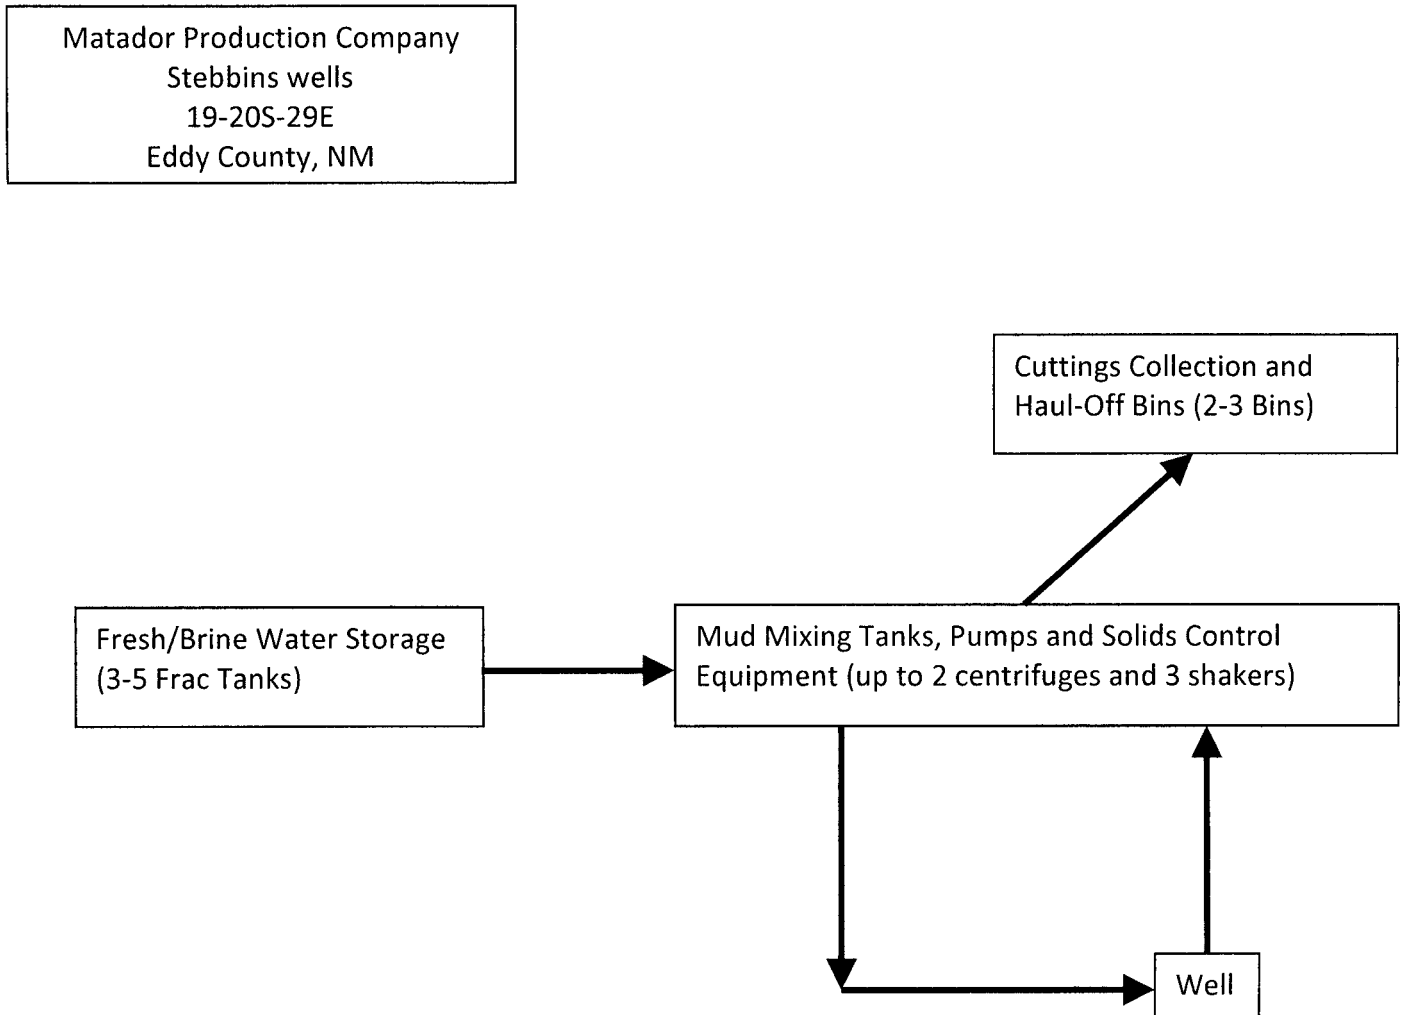 Matador Production Company
Stebbins wells
19-20S-29E
Eddy County, NM
Cuttings Collection and
Haul-Off Bins (2-3 Bins)
Fresh/Brine Water Storage
(3-5 Frac Tanks)
Mud Mixing Tanks, Pumps and Solids Control
Equipment (up to 2 centrifuges and 3 shakers)
Well